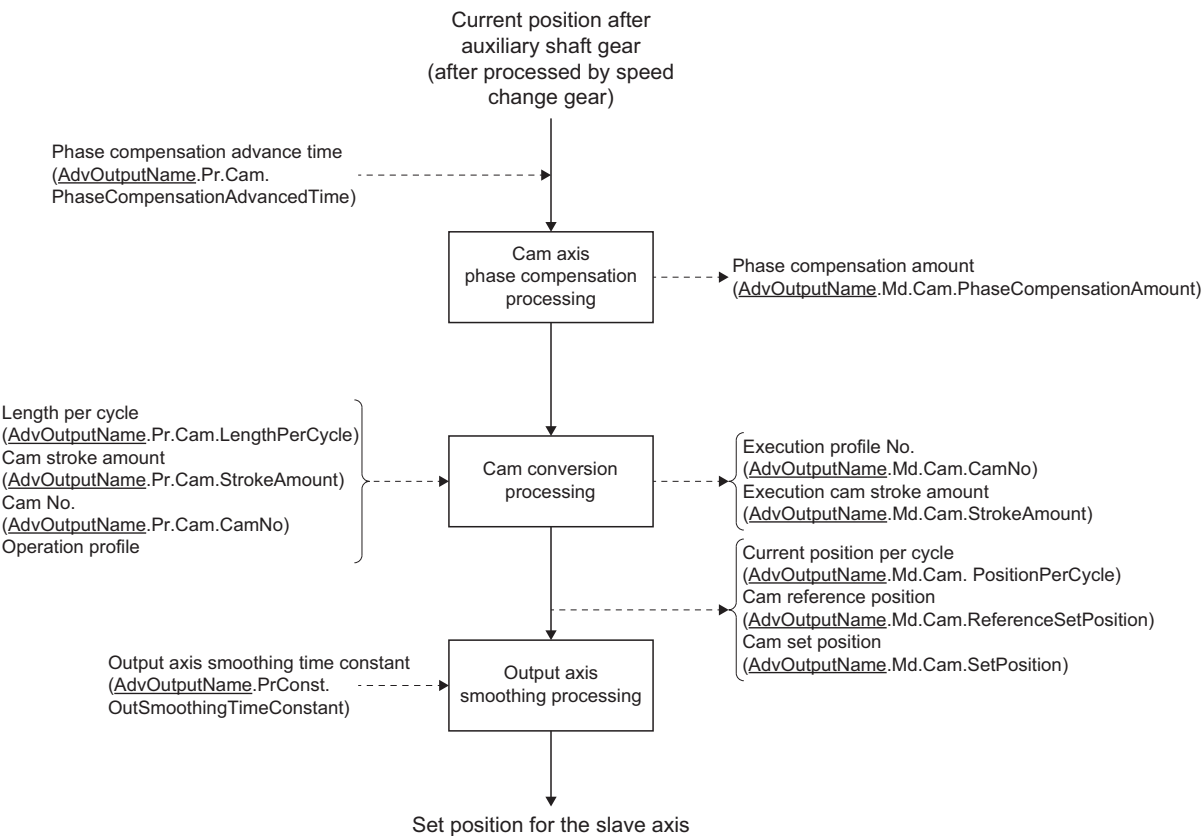 Current position after
auxiliary shaft gear
(after processed by speed
change gear)
Phase compensation advance time
(AdvOutputName.Pr.Cam.
PhaseCompensationAdvancedTime)
Cam axis
phase compensation
processing
Phase compensation amount
(AdvOutputName.Md.Cam.PhaseCompensationAmount)
Length per cycle
(AdvOutputName.Pr.Cam.LengthPerCycle)
Cam stroke amount
(AdvOutputName.Pr.Cam.StrokeAmount)
Cam No.
(AdvOutputName.Pr.Cam.CamNo)
Operation profile
Cam conversion
processing
Execution profile No.
(AdvOutputName.Md.Cam.CamNo)
Execution cam stroke amount
(AdvOutputName.Md.Cam.StrokeAmount)
Current position per cycle
(AdvOutputName.Md.Cam. PositionPerCycle)
Cam reference position
(AdvOutputName.Md.Cam.ReferenceSetPosition)
Cam set position
(AdvOutputName.Md.Cam.SetPosition)
Output axis smoothing time constant
(AdvOutputName.PrConst.
OutSmoothingTimeConstant)
Output axis
smoothing processing
Set position for the slave axis